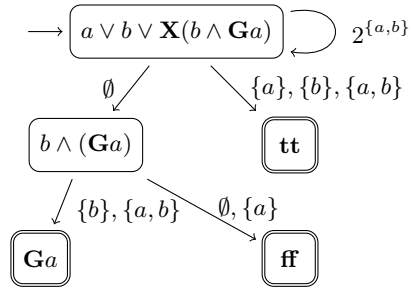 a ∨ b ∨ X(b ∧ Ga)
2^{a,b}
∅
{a}, {b}, {a, b}
b ∧ (Ga)
tt
{b}, {a, b}
∅, {a}
Ga
ff